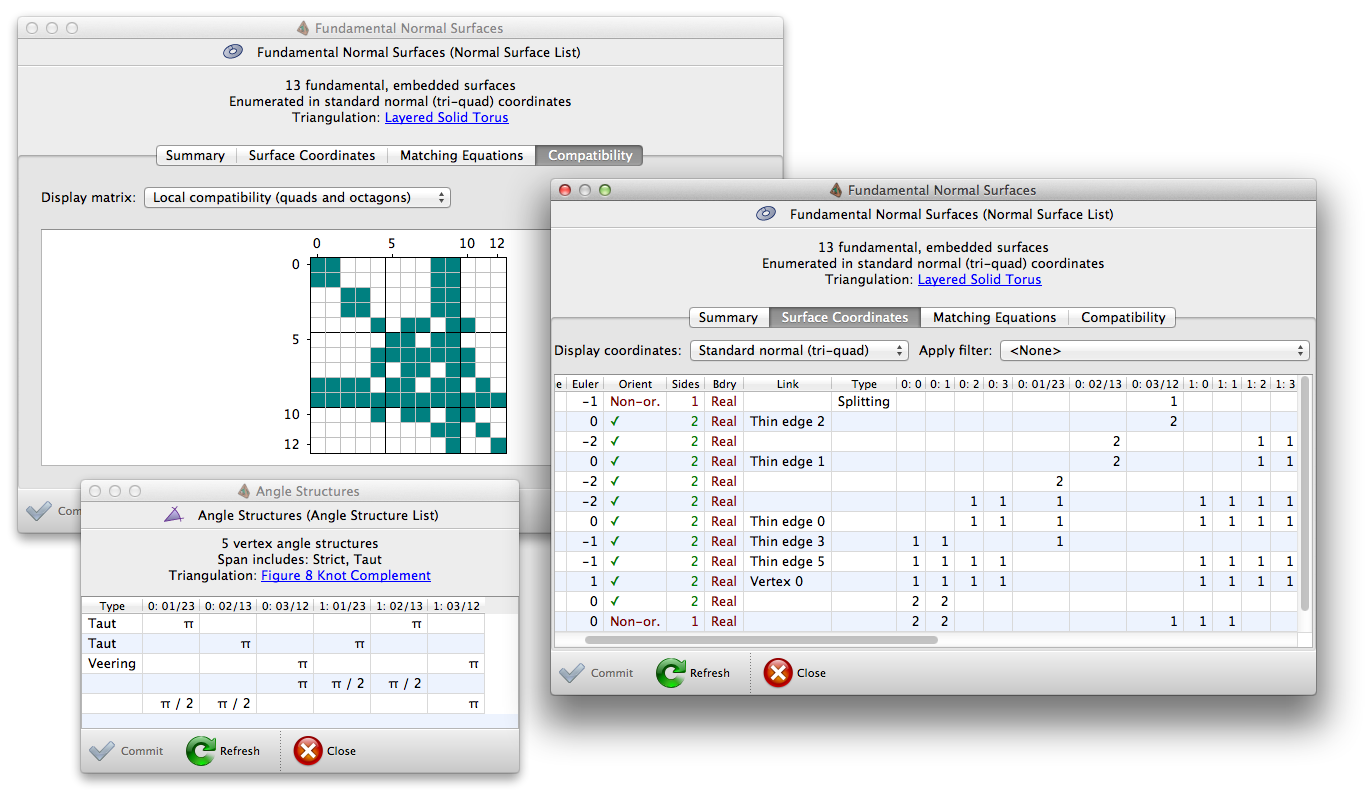 Fundamental Normal Surfaces
Fundamental Normal Surfaces (Normal Surface List)
13 fundamental, embedded surfaces
Enumerated in standard normal (tri-quad) coordinates
Triangulation: Layered Solid Torus
Summary Surface Coordinates Matching Equations Compatibility
Display matrix: Local compatibility (quads and octagons)
0 5 10 12
0
5
10
12
Com
Fundamental Normal Surfaces
Fundamental Normal Surfaces (Normal Surface List)
13 fundamental, embedded surfaces
Enumerated in standard normal (tri-quad) coordinates
Triangulation: Layered Solid Torus
Summary Surface Coordinates Matching Equations Compatibility
Display coordinates: Standard normal (tri-quad) Apply filter: <None>
e Euler Orient Sides Bdry Link Type 0: 0 0: 1 0: 2 0: 3 0: 01/23 0: 02/13 0: 03/12 1: 0 1: 1 1: 2 1: 3
-1 Non-or. 1 Real Splitting 1
0 ✓ 2 Real Thin edge 2 2
-2 ✓ 2 Real 2 1 1
0 ✓ 2 Real Thin edge 1 2 1 1
-2 ✓ 2 Real 2
-2 ✓ 2 Real 1 1 1 1 1 1 1
0 ✓ 2 Real Thin edge 0 1 1 1 1 1 1 1
-1 ✓ 2 Real Thin edge 3 1 1 1
-1 ✓ 2 Real Thin edge 5 1 1 1 1 1 1 1 1
1 ✓ 2 Real Vertex 0 1 1 1 1 1 1 1 1
0 ✓ 2 Real 2 2
0 Non-or. 1 Real 2 2 1 1 1
Commit Refresh Close
Angle Structures
Angle Structures (Angle Structure List)
5 vertex angle structures
Span includes: Strict, Taut
Triangulation: Figure 8 Knot Complement
Type 0: 01/23 0: 02/13 0: 03/12 1: 01/23 1: 02/13 1: 03/12
Taut π π
Taut π π
Veering π π
π π / 2 π / 2
π / 2 π / 2 π
Commit Refresh Close